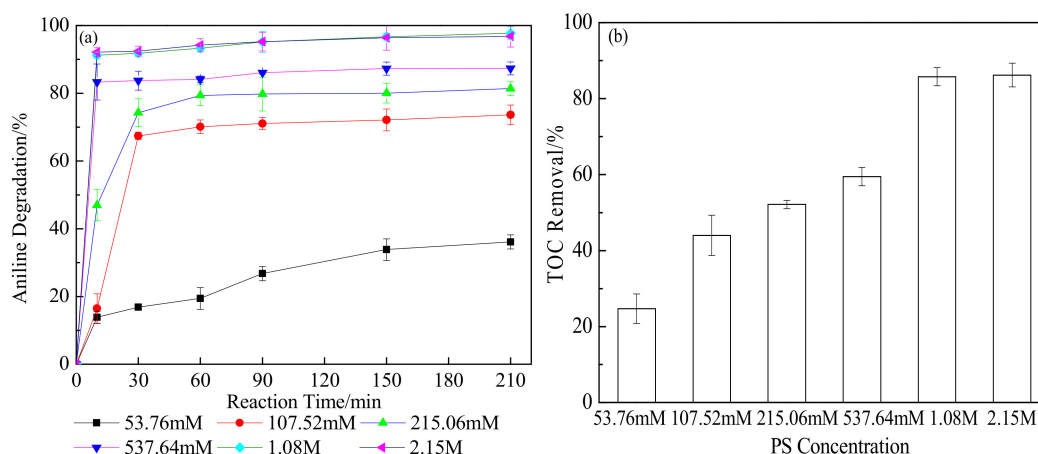 (a)
Aniline Degradation/%
100
80
60
40
20
0
0 30 60 90 120 150 180 210
Reaction Time/min
53.76mM 107.52mM 215.06mM
537.64mM 1.08M 2.15M
(b)
TOC Removal/%
100
80
60
40
20
0
53.76mM 107.52mM 215.06mM 537.64mM 1.08M 2.15M
PS Concentration